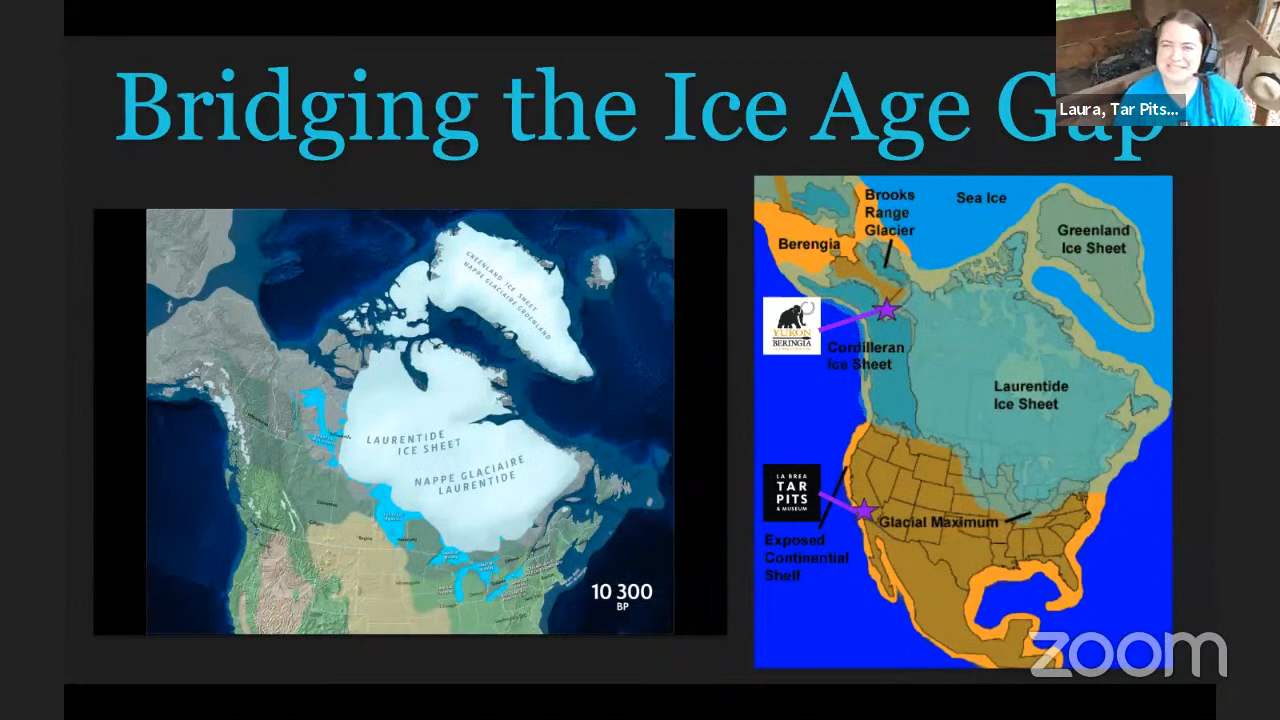 Bridging the Ice Age Gap
Laura, Tar Pits...
GREENLAND ICE SHEET
NAPPE GLACIAIRE GROENLAND
LAURENTIDE
ICE SHEET
NAPPE GLACIAIRE
LAURENTIDE
10 300
BP
Brooks
Range
Glacier
Sea Ice
Greenland
Ice Sheet
Berengia
YUKON
BERINGIA
Cordilleran
Ice Sheet
Laurentide
Ice Sheet
LA BREA
TAR
PITS
& MUSEUM
Glacial Maximum
Exposed
Continential
Shelf
zoom